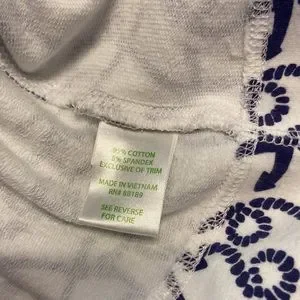 95% COTTON
5% SPANDEX
EXCLUSIVE OF TRIM
MADE IN VIETNAM
RN# 88189
SEE REVERSE
FOR CARE